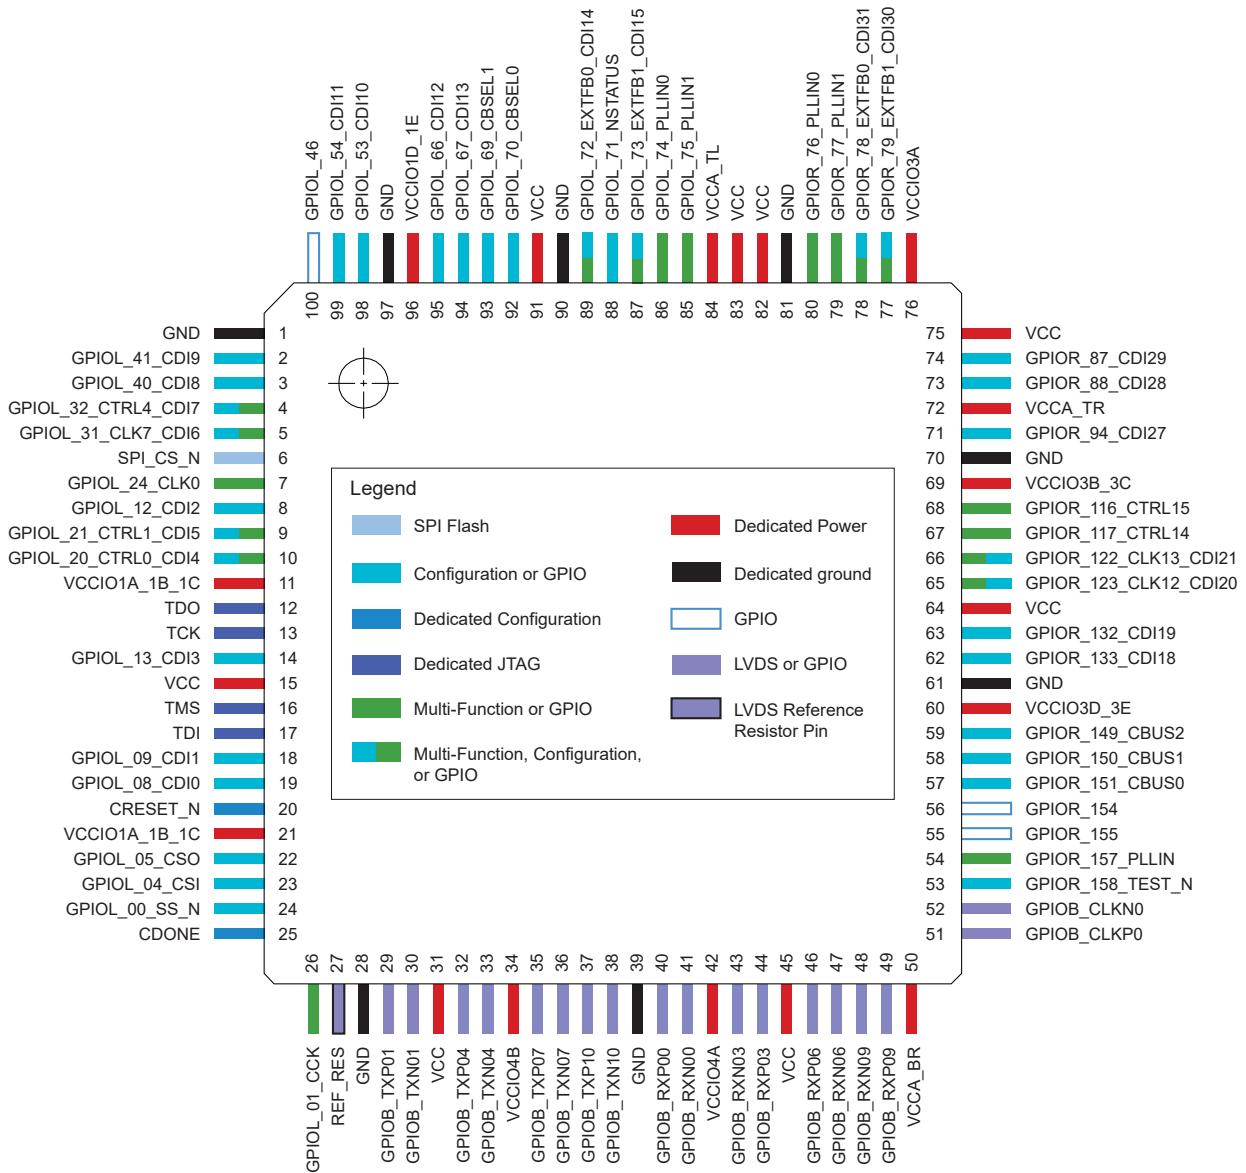 GPIOL_46
GPIOL_54_CDI11
GPIOL_53_CDI10
GND
VCCIO1D_1E
GPIOL_66_CDI12
GPIOL_67_CDI13
GPIOL_69_CBSEL1
GPIOL_70_CBSEL0
VCC
GND
GPIOL_72_EXTFB0_CDI14
GPIOL_71_NSTATUS
GPIOL_73_EXTFB1_CDI15
GPIOL_74_PLLIN0
GPIOL_75_PLLIN1
VCCA_TL
VCC
VCC
GND
GPIOR_76_PLLIN0
GPIOR_77_PLLIN1
GPIOR_78_EXTFB0_CDI31
GPIOR_79_EXTFB1_CDI30
VCCIO3A
100
99
98
97
96
95
94
93
92
91
90
89
88
87
86
85
84
83
82
81
80
79
78
77
76
GND 1
GPIOL_41_CDI9 2
GPIOL_40_CDI8 3
GPIOL_32_CTRL4_CDI7 4
GPIOL_31_CLK7_CDI6 5
SPI_CS_N 6
GPIOL_24_CLK0 7
GPIOL_12_CDI2 8
GPIOL_21_CTRL1_CDI5 9
GPIOL_20_CTRL0_CDI4 10
VCCIO1A_1B_1C 11
TDO 12
TCK 13
GPIOL_13_CDI3 14
VCC 15
TMS 16
TDI 17
GPIOL_09_CDI1 18
GPIOL_08_CDI0 19
CRESET_N 20
VCCIO1A_1B_1C 21
GPIOL_05_CSO 22
GPIOL_04_CSI 23
GPIOL_00_SS_N 24
CDONE 25
Legend
SPI Flash
Configuration or GPIO
Dedicated Configuration
Dedicated JTAG
Multi-Function or GPIO
Multi-Function, Configuration,
or GPIO
Dedicated Power
Dedicated ground
GPIO
LVDS or GPIO
LVDS Reference
Resistor Pin
75 VCC
74 GPIOR_87_CDI29
73 GPIOR_88_CDI28
72 VCCA_TR
71 GPIOR_94_CDI27
70 GND
69 VCCIO3B_3C
68 GPIOR_116_CTRL15
67 GPIOR_117_CTRL14
66 GPIOR_122_CLK13_CDI21
65 GPIOR_123_CLK12_CDI20
64 VCC
63 GPIOR_132_CDI19
62 GPIOR_133_CDI18
61 GND
60 VCCIO3D_3E
59 GPIOR_149_CBUS2
58 GPIOR_150_CBUS1
57 GPIOR_151_CBUS0
56 GPIOR_154
55 GPIOR_155
54 GPIOR_157_PLLIN
53 GPIOR_158_TEST_N
52 GPIOB_CLKN0
51 GPIOB_CLKP0
26
27
28
29
30
31
32
33
34
35
36
37
38
39
40
41
42
43
44
45
46
47
48
49
50
GPIOL_01_CCK
REF_RES
GND
GPIOB_TXP01
GPIOB_TXN01
VCC
GPIOB_TXP04
GPIOB_TXN04
VCCIO4B
GPIOB_TXP07
GPIOB_TXN07
GPIOB_TXP10
GPIOB_TXN10
GND
GPIOB_RXP00
GPIOB_RXN00
VCCIO4A
GPIOB_RXN03
GPIOB_RXP03
VCC
GPIOB_RXP06
GPIOB_RXN06
GPIOB_RXN09
GPIOB_RXP09
VCCA_BR